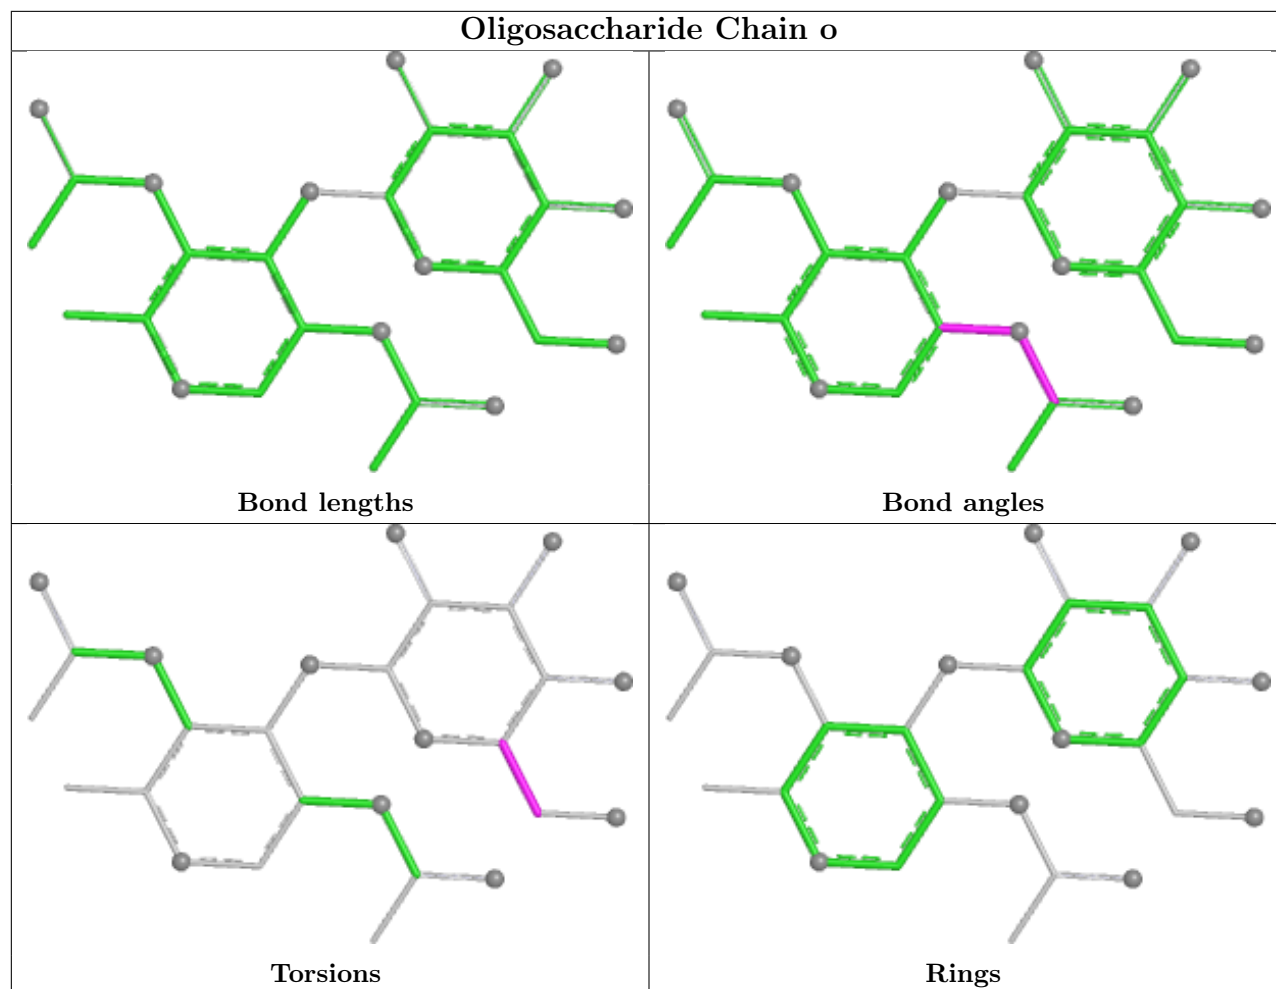 Oligosaccharide Chain o
Bond lengths
Bond angles
Torsions
Rings